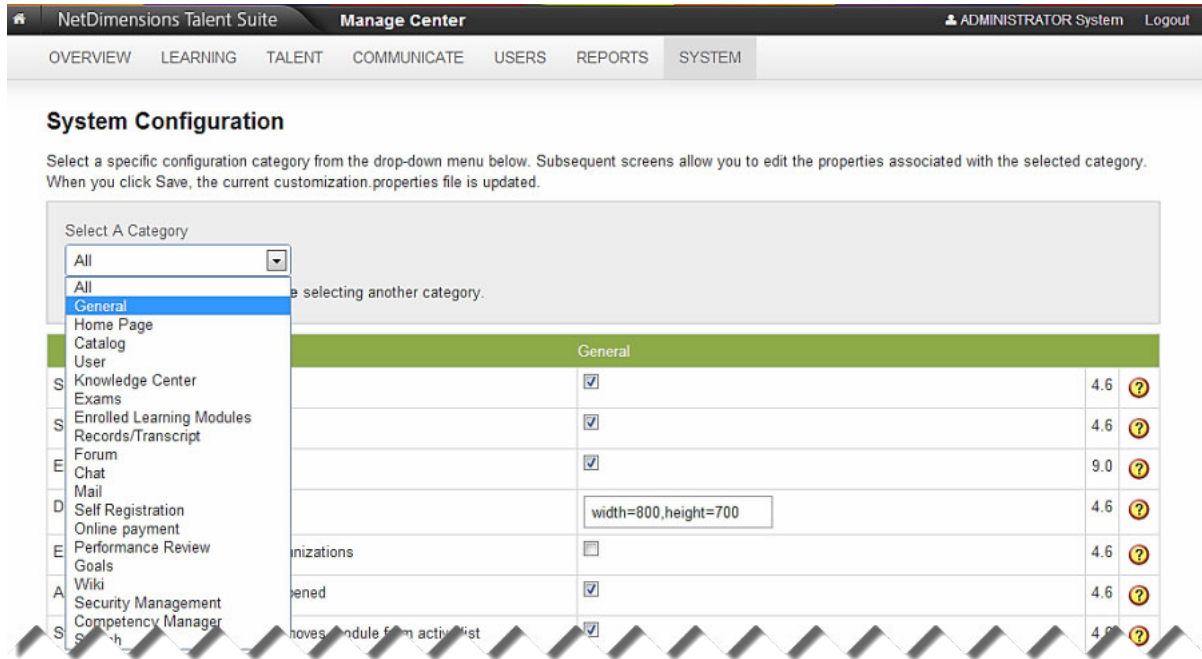 NetDimensions Talent Suite Manage Center ADMINISTRATOR System Logout
OVERVIEW LEARNING TALENT COMMUNICATE USERS REPORTS SYSTEM
System Configuration
Select a specific configuration category from the drop-down menu below. Subsequent screens allow you to edit the properties associated with the selected category.
When you click Save, the current customization.properties file is updated.
Select A Category
All
All
General
Home Page
Catalog
User
Knowledge Center
Exams
Enrolled Learning Modules
Records/Transcript
Forum
Chat
Mail
Self Registration
Online payment
Performance Review
Goals
Wiki
Security Management
Competency Manager
selecting another category.
General
S 4.6 ?
S 4.6 ?
E 9.0 ?
D width=800,height=700 4.6 ?
E nizations 4.6 ?
A pened 4.6 ?
S module from active list ?